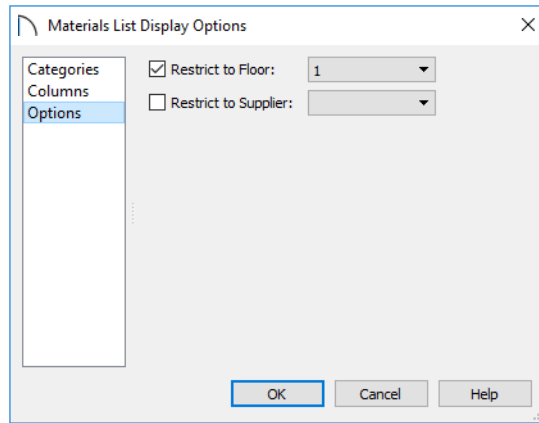 Materials List Display Options
Categories
Columns
Options
Restrict to Floor: 1
Restrict to Supplier:
OK Cancel Help